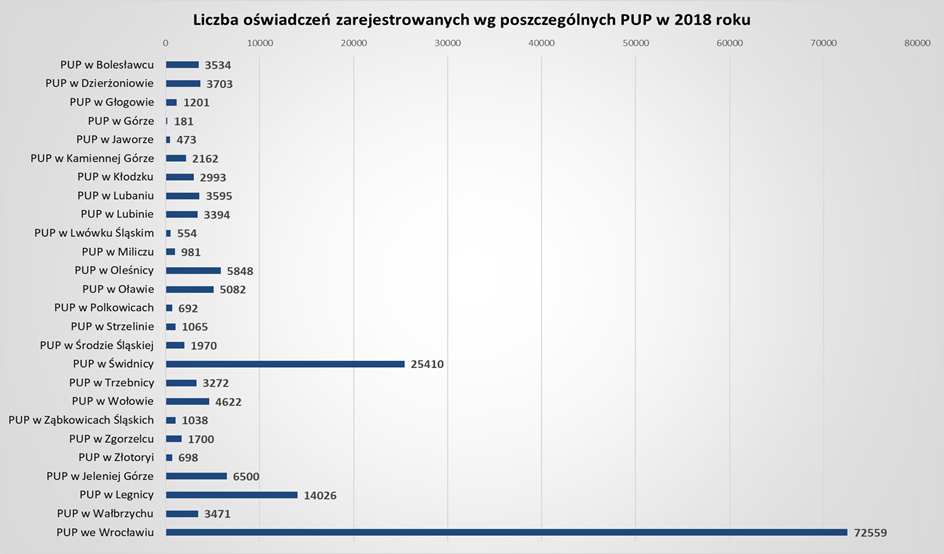 Liczba oświadczeń zarejestrowanych wg poszczególnych PUP w 2018 roku
0 10000 20000 30000 40000 50000 60000 70000 80000
PUP w Bolesławcu 3534
PUP w Dzierżoniowie 3703
PUP w Głogowie 1201
PUP w Górze 181
PUP w Jaworze 473
PUP w Kamiennej Górze 2162
PUP w Kłodzku 2993
PUP w Lubaniu 3595
PUP w Lubinie 3394
PUP w Lwówku Śląskim 554
PUP w Miliczu 981
PUP w Oleśnicy 5848
PUP w Oławie 5082
PUP w Polkowicach 692
PUP w Strzelinie 1065
PUP w Środzie Śląskiej 1970
PUP w Świdnicy 25410
PUP w Trzebnicy 3272
PUP w Wołowie 4622
PUP w Ząbkowicach Śląskich 1038
PUP w Zgorzelcu 1700
PUP w Złotoryi 698
PUP w Jeleniej Górze 6500
PUP w Legnicy 14026
PUP w Wałbrzychu 3471
PUP we Wrocławiu 72559